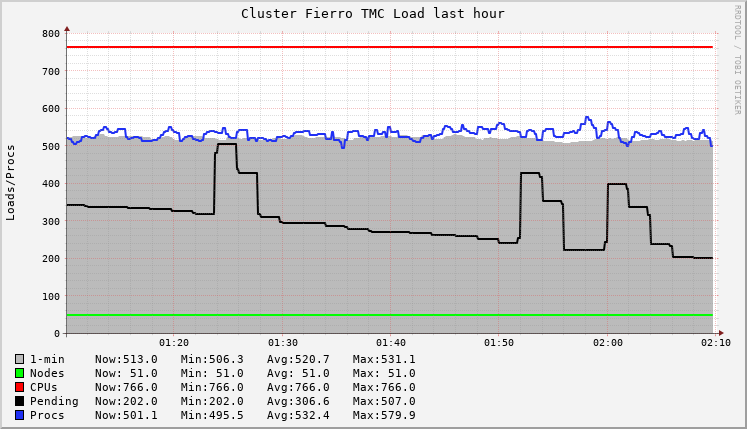 Cluster Fierro TMC Load last hour
RRDTOOL / TOBI OETIKER
Loads/Procs
800
700
600
500
400
300
200
100
0
01:20 01:30 01:40 01:50 02:00 02:10
1-min Now:513.0 Min:506.3 Avg:520.7 Max:531.1
Nodes Now: 51.0 Min: 51.0 Avg: 51.0 Max: 51.0
CPUs Now:766.0 Min:766.0 Avg:766.0 Max:766.0
Pending Now:202.0 Min:202.0 Avg:306.6 Max:507.0
Procs Now:501.1 Min:495.5 Avg:532.4 Max:579.9